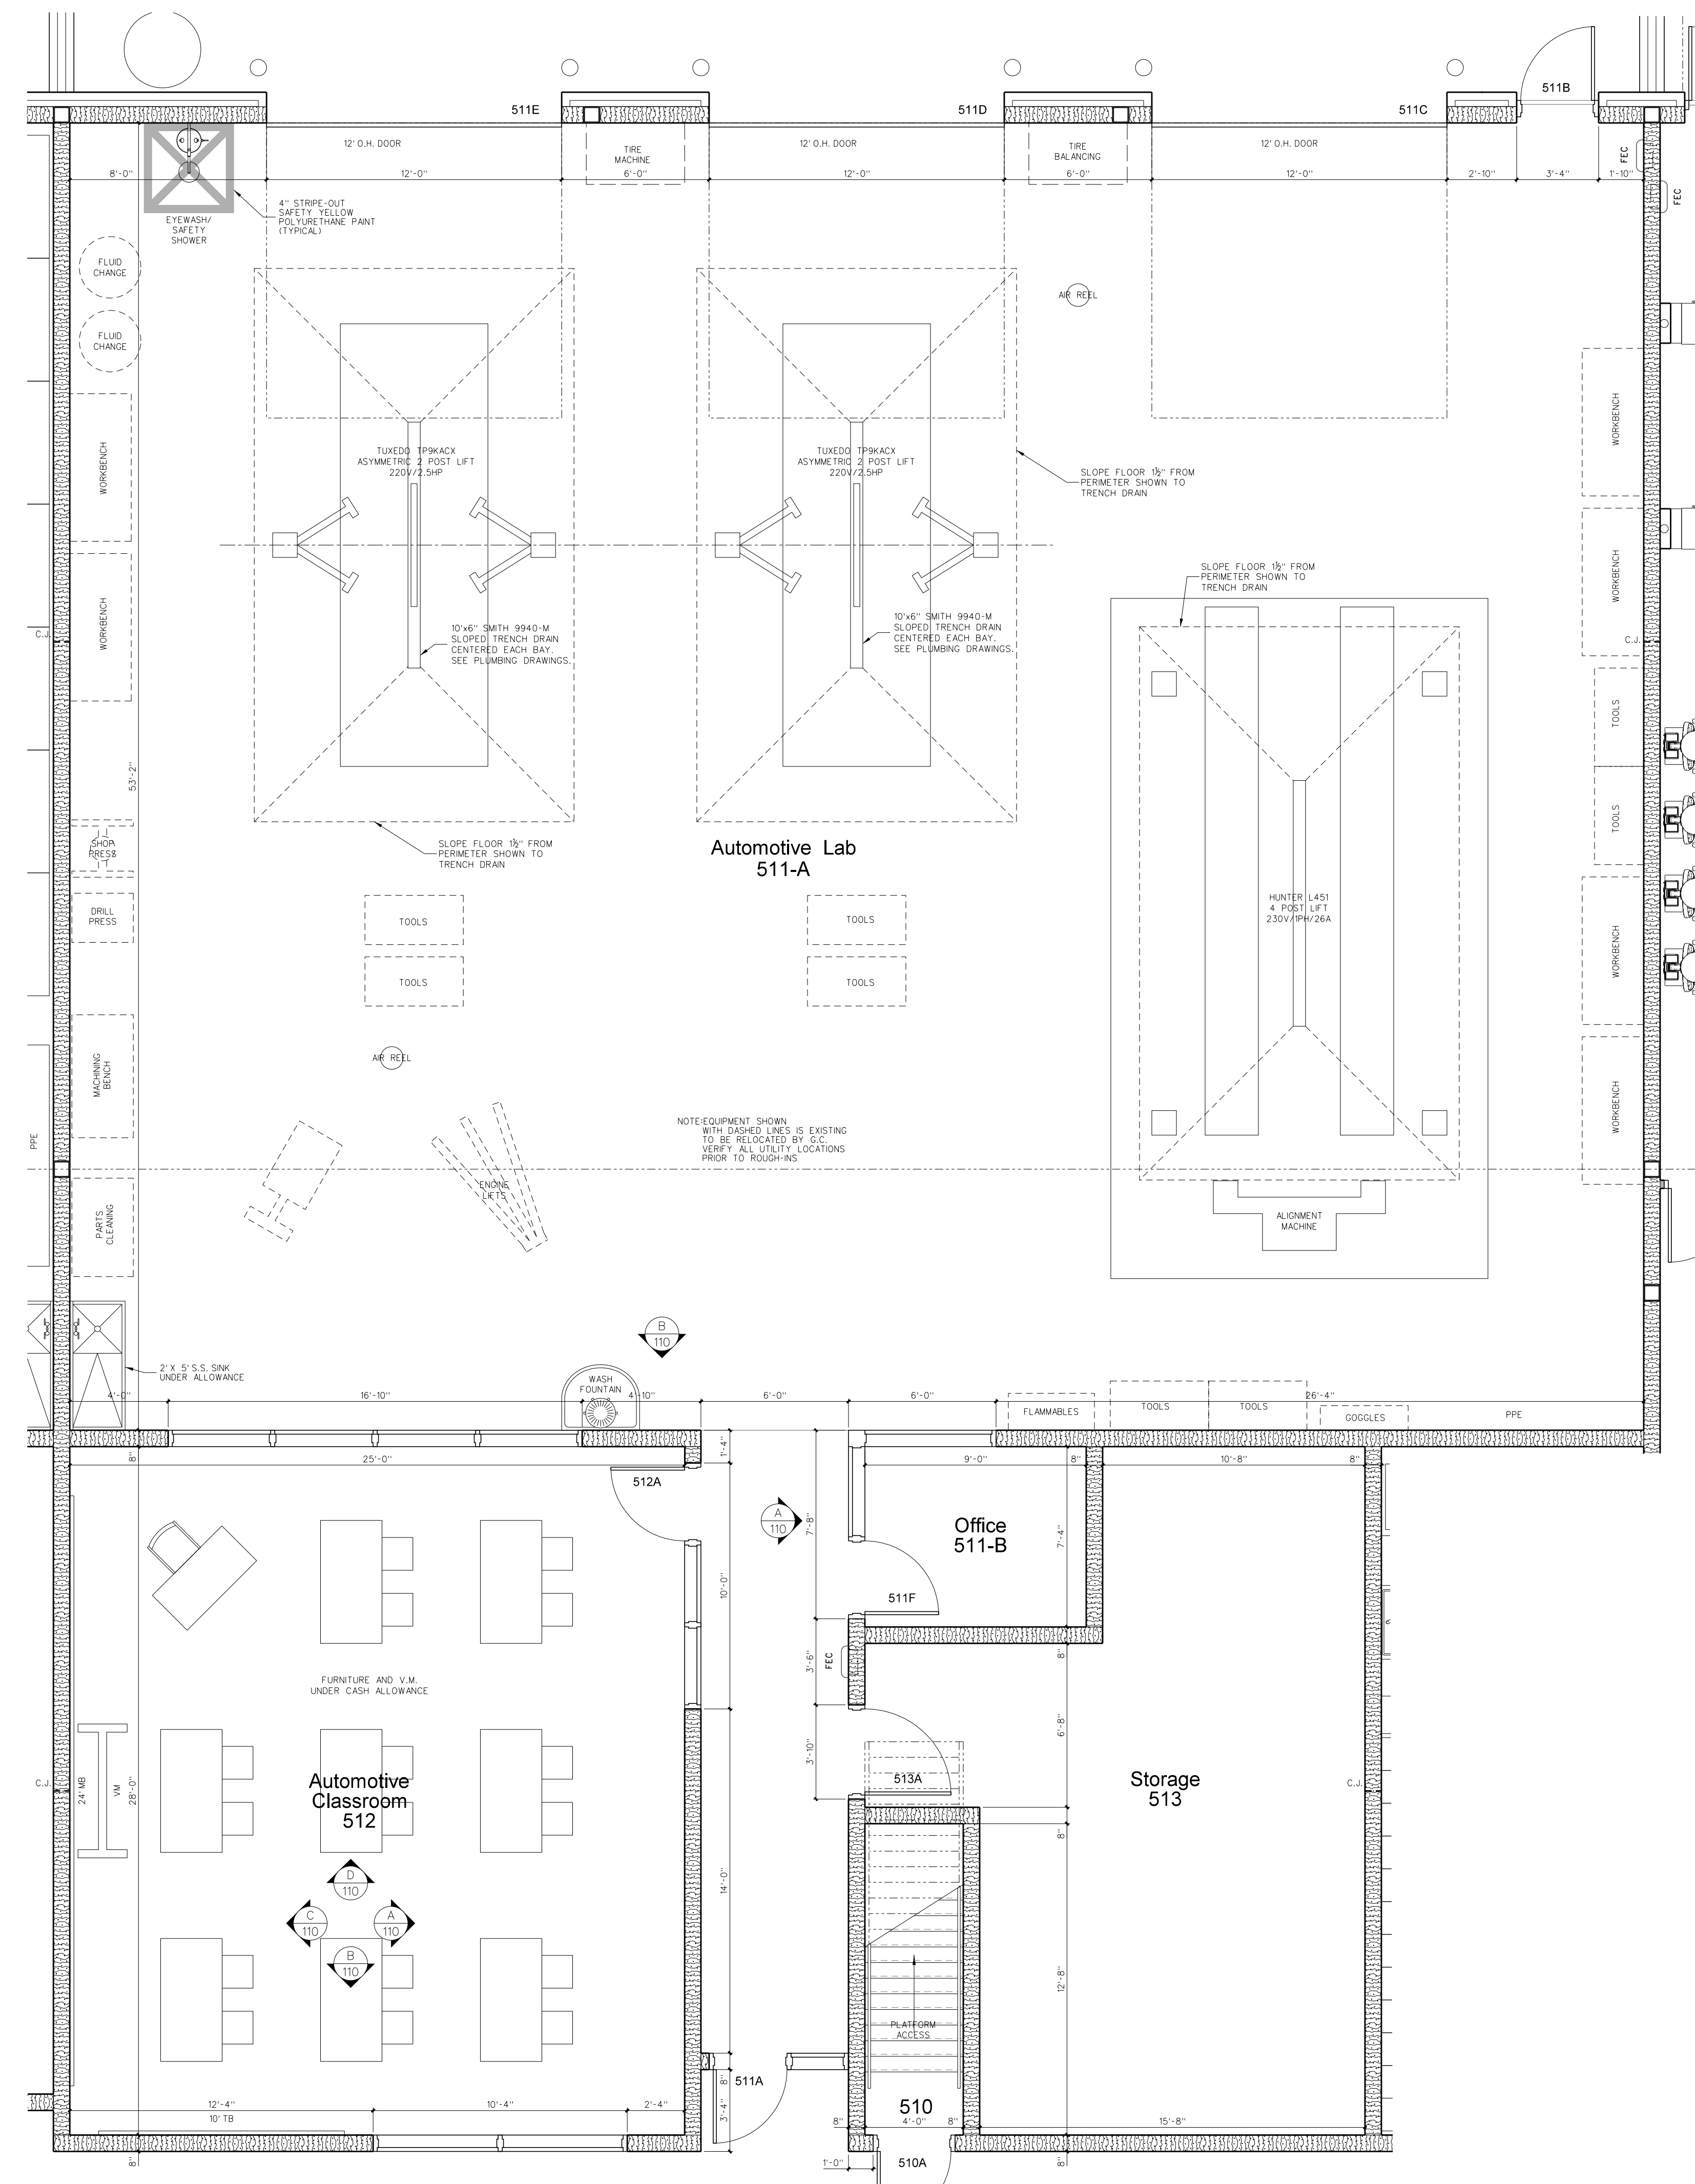 511B
511E
511D
511C
12' O.H. DOOR
TIRE
MACHINE
12' O.H. DOOR
TIRE
BALANCING
12' O.H. DOOR
FEC
FEC
8'-0"
12'-0"
6'-0"
12'-0"
6'-0"
12'-0"
2'-10"
3'-4"
1'-10"
4" STRIPE-OUT
SAFETY YELLOW
POLYURETHANE PAINT
(TYPICAL)
EYEWASH/
SAFETY
SHOWER
FLUID
CHANGE
AIR REEL
FLUID
CHANGE
WORKBENCH
WORKBENCH
TUXEDO TP9KACX
ASYMMETRIC 2 POST LIFT
220V/2.5HP
TUXEDO TP9KACX
ASYMMETRIC 2 POST LIFT
220V/2.5HP
SLOPE FLOOR 1½" FROM
PERIMETER SHOWN TO
TRENCH DRAIN
WORKBENCH
WORKBENCH
SLOPE FLOOR 1½" FROM
PERIMETER SHOWN TO
TRENCH DRAIN
10'x6" SMITH 9940-M
SLOPED TRENCH DRAIN
CENTERED EACH BAY.
SEE PLUMBING DRAWINGS.
10'x6" SMITH 9940-M
SLOPED TRENCH DRAIN
CENTERED EACH BAY.
SEE PLUMBING DRAWINGS.
C.J.
C.J.
TOOLS
53'-2"
TOOLS
SHOP
PRESS
SLOPE FLOOR 1½" FROM
PERIMETER SHOWN TO
TRENCH DRAIN
Automotive Lab
511-A
DRILL
PRESS
TOOLS
TOOLS
HUNTER L451
4 POST LIFT
230V/1PH/26A
WORKBENCH
TOOLS
TOOLS
AIR REEL
MACHINING
BENCH
WORKBENCH
PPE
NOTE:EQUIPMENT SHOWN
WITH DASHED LINES IS EXISTING
TO BE RELOCATED BY G.C.
VERIFY ALL UTILITY LOCATIONS
PRIOR TO ROUGH-INS
ENGINE
LIFTS
PARTS
CLEANING
ALIGNMENT
MACHINE
B
110
2' X 5' S.S. SINK
UNDER ALLOWANCE
WASH
FOUNTAIN
4'-0"
16'-10"
4'-10"
6'-0"
6'-0"
26'-4"
FLAMMABLES
TOOLS
TOOLS
GOGGLES
PPE
8"
25'-0"
1'-4"
9'-0"
8"
10'-8"
8"
512A
A
110
7'-8"
Office
511-B
7'-4"
10'-0"
511F
3'-6"
FEC
8"
FURNITURE AND V.M.
UNDER CASH ALLOWANCE
6'-8"
3'-10"
513A
C.J.
24' MB
VM
28'-0"
Automotive
Classroom
512
Storage
513
C.J.
8"
14'-0"
D
110
C
110
A
110
B
110
12'-8"
PLATFORM
ACCESS
511A
8"
3'-4"
510
12'-4"
10'-4"
2'-4"
10' TB
8"
4'-0"
8"
15'-8"
8"
1'-0"
510A
8"